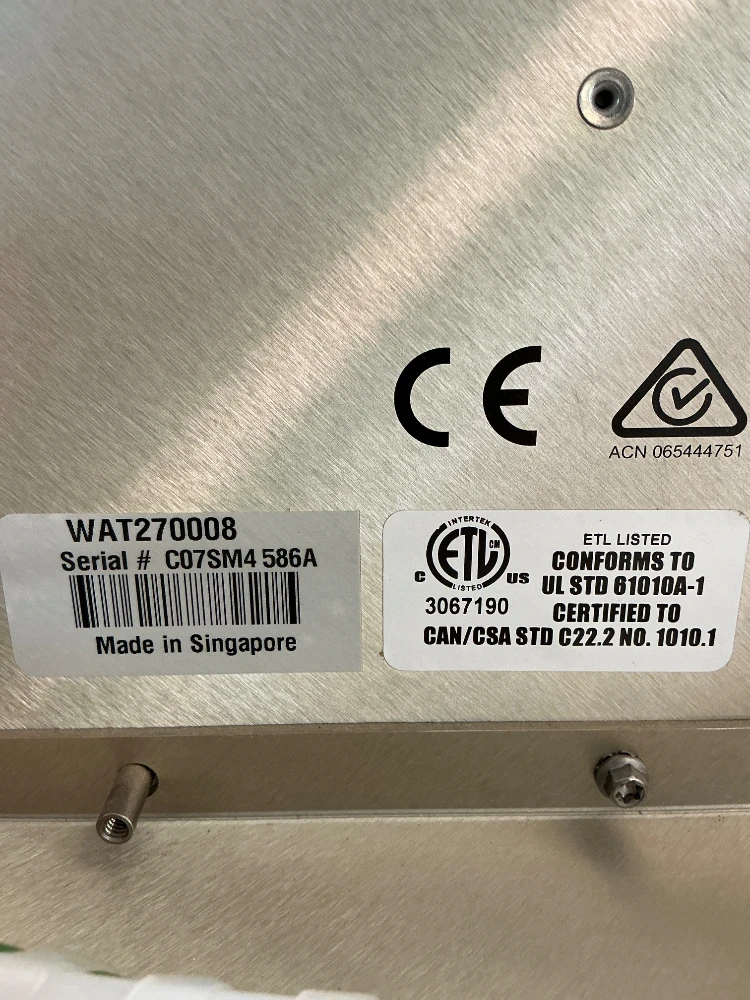 CE
ACN 065444751
WAT270008
Serial # C07SM4 586A
Made in Singapore
INTERTEK
ETL CM
LISTED
C US
3067190
ETL LISTED
CONFORMS TO
UL STD 61010A-1
CERTIFIED TO
CAN/CSA STD C22.2 NO. 1010.1